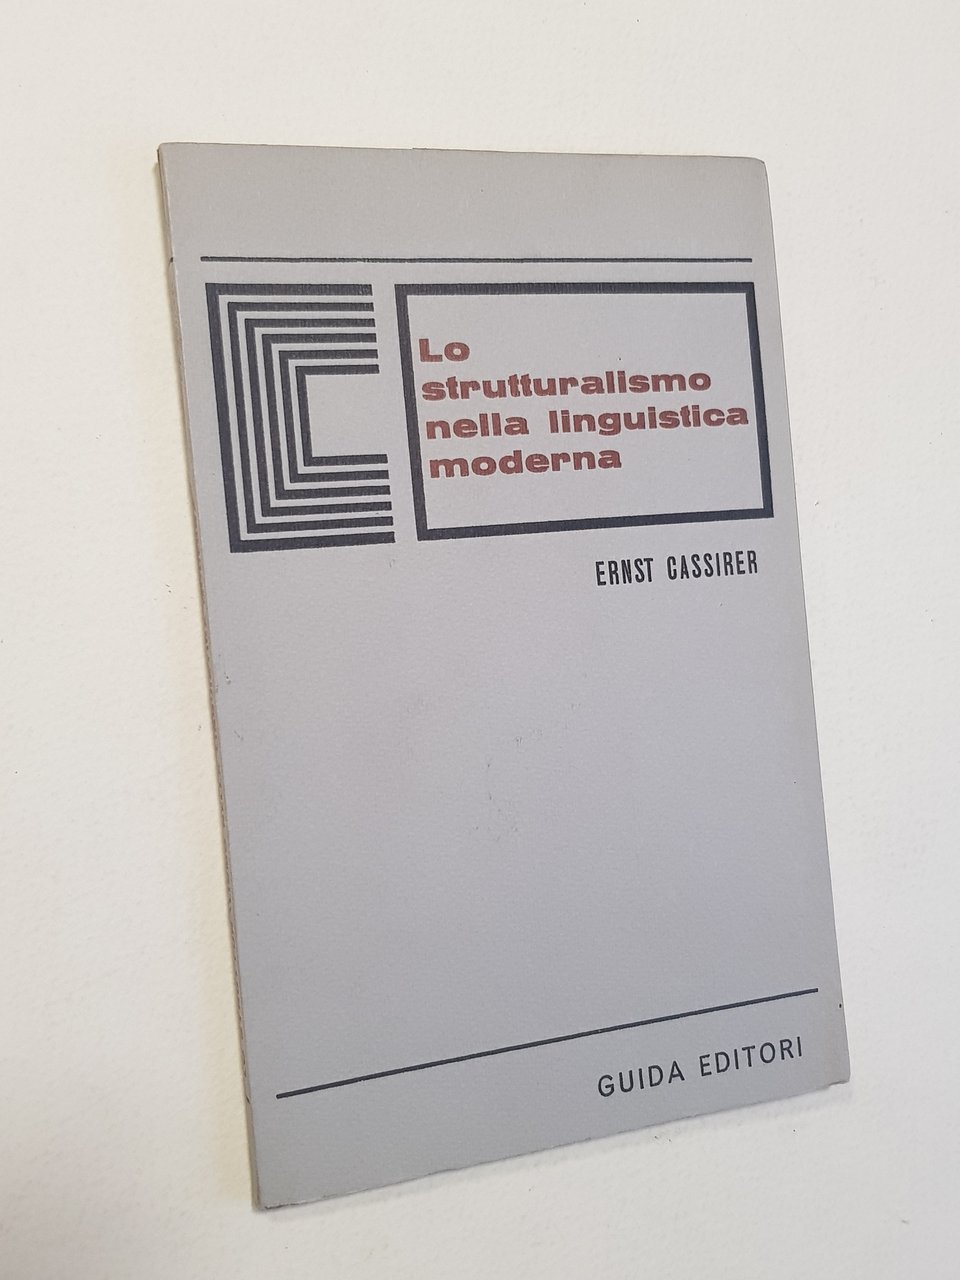 Lo
strutturalismo
nella linguistica
moderna
ERNST CASSIRER
GUIDA EDITORI